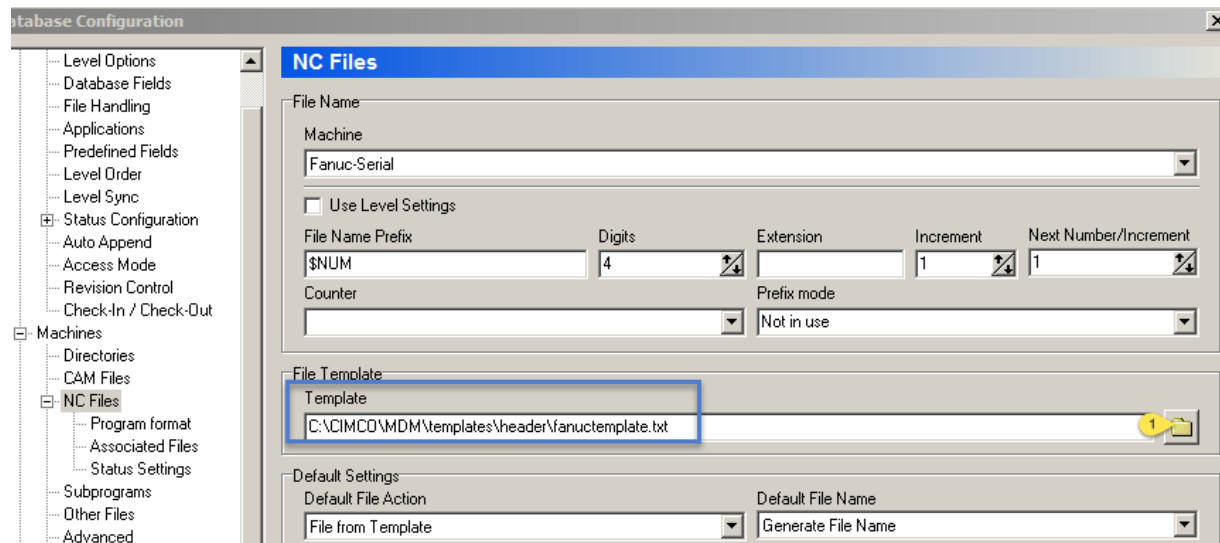 atabase Configuration
Level Options
Database Fields
File Handling
Applications
Predefined Fields
Level Order
Level Sync
Status Configuration
Auto Append
Access Mode
Revision Control
Check-In / Check-Out
Machines
Directories
CAM Files
NC Files
Program format
Associated Files
Status Settings
Subprograms
Other Files
Advanced
NC Files
File Name
Machine
Fanuc-Serial
Use Level Settings
File Name Prefix Digits Extension Increment Next Number/Increment
$NUM 4 1 1
Counter Prefix mode
Not in use
File Template
Template
C:\CIMCO\MDM\templates\header\fanuctemplate.txt
1
Default Settings
Default File Action Default File Name
File from Template Generate File Name